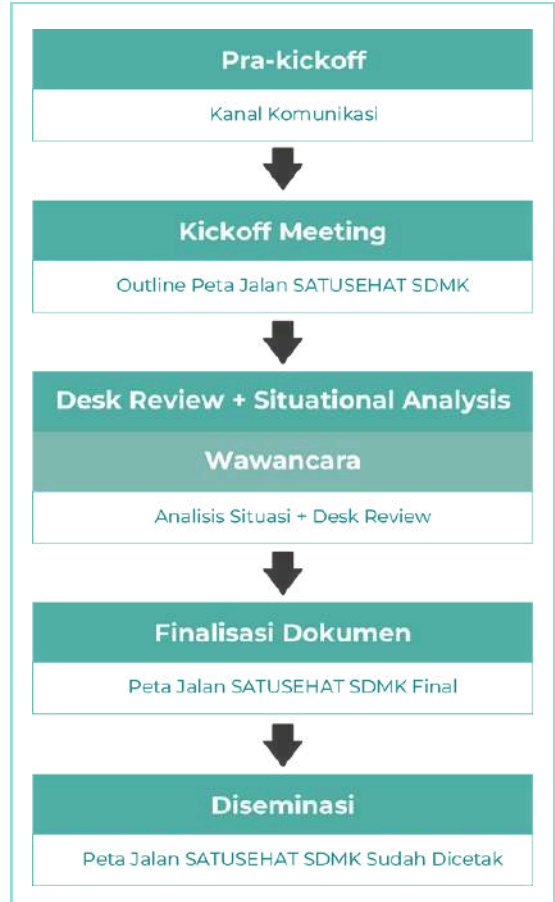 Pra-kickoff
Kanal Komunikasi
Kickoff Meeting
Outline Peta Jalan SATUSEHAT SDMK
Desk Review + Situational Analysis
Wawancara
Analisis Situasi + Desk Review
Finalisasi Dokumen
Peta Jalan SATUSEHAT SDMK Final
Diseminasi
Peta Jalan SATUSEHAT SDMK Sudah Dicetak